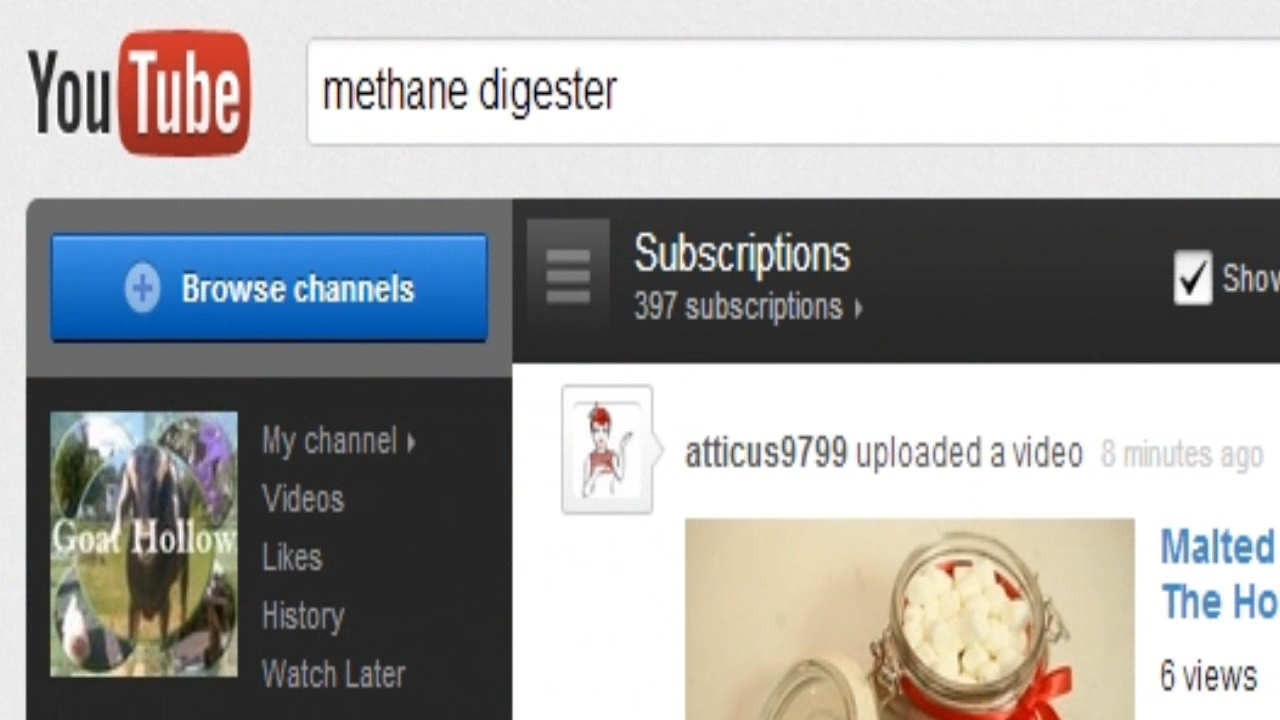 YouTube
methane digester
Browse channels
Subscriptions
397 subscriptions
Show
My channel
Videos
Likes
History
Watch Later
Goat Hollow
atticus9799 uploaded a video 8 minutes ago
Malted
The Ho
6 views